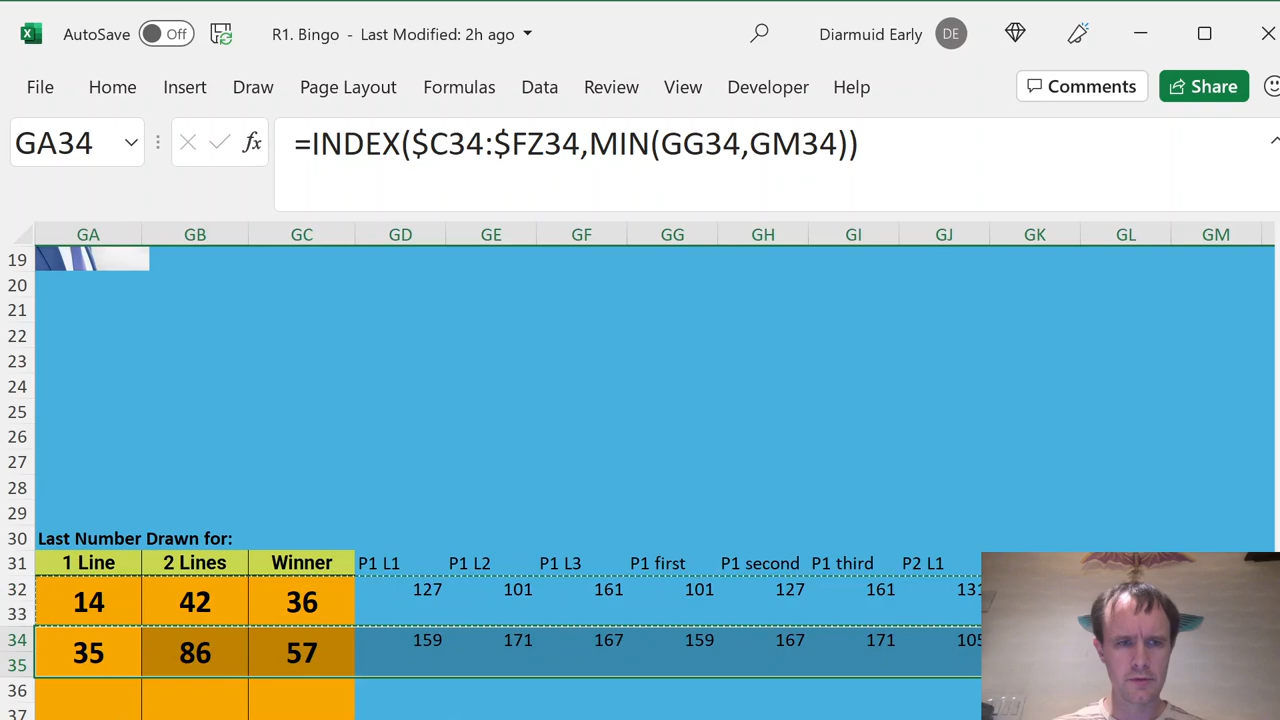 AutoSave Off R1. Bingo - Last Modified: 2h ago Diarmuid Early DE
File Home Insert Draw Page Layout Formulas Data Review View Developer Help Comments Share
GA34 fx =INDEX($C34:$FZ34,MIN(GG34,GM34))
GA GB GC GD GE GF GG GH GI GJ GK GL GM
19
20
21
22
23
24
25
26
27
28
29
30 Last Number Drawn for:
31 1 Line 2 Lines Winner P1 L1 P1 L2 P1 L3 P1 first P1 second P1 third P2 L1
32 127 101 161 101 127 161 131
14 42 36
33
34 159 171 167 159 167 171 105
35 86 57
35
36
37